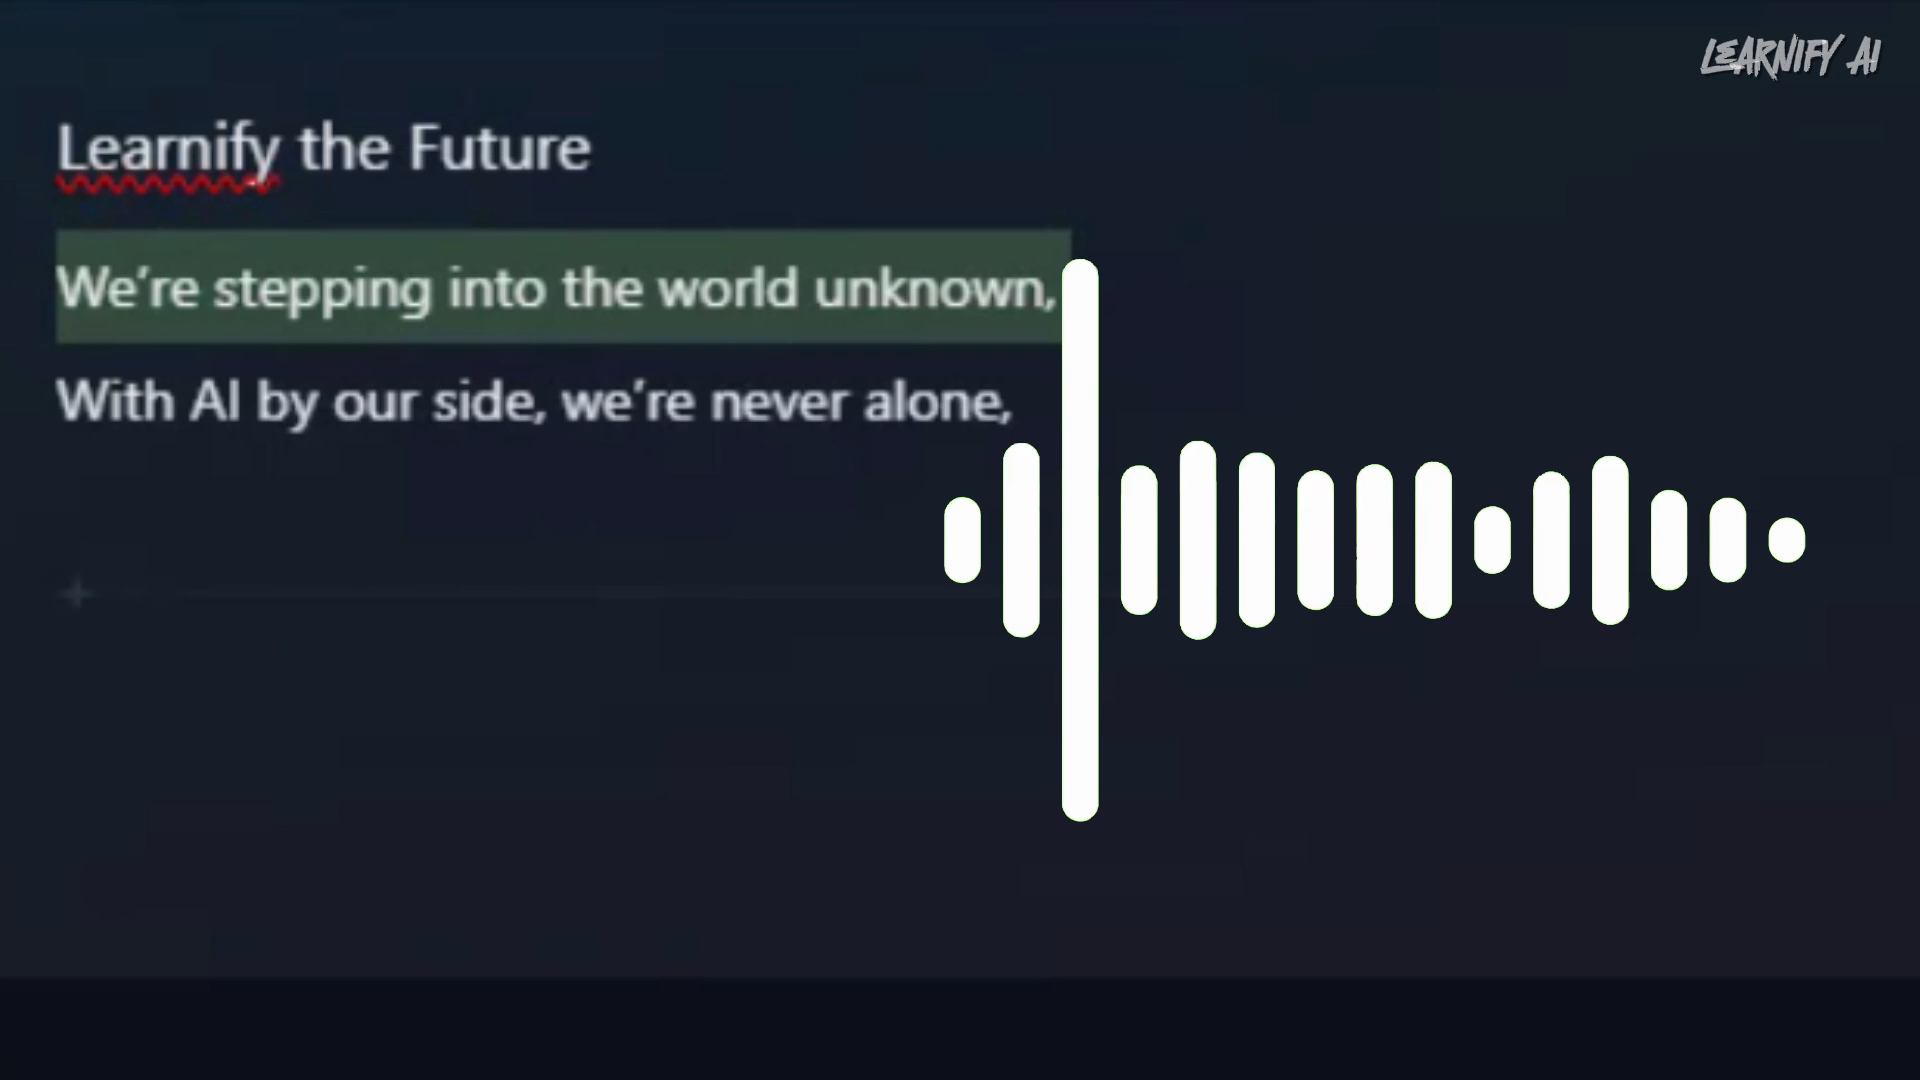 LEARNIFY AI
Learnify the Future
We’re stepping into the world unknown,
With AI by our side, we’re never alone,